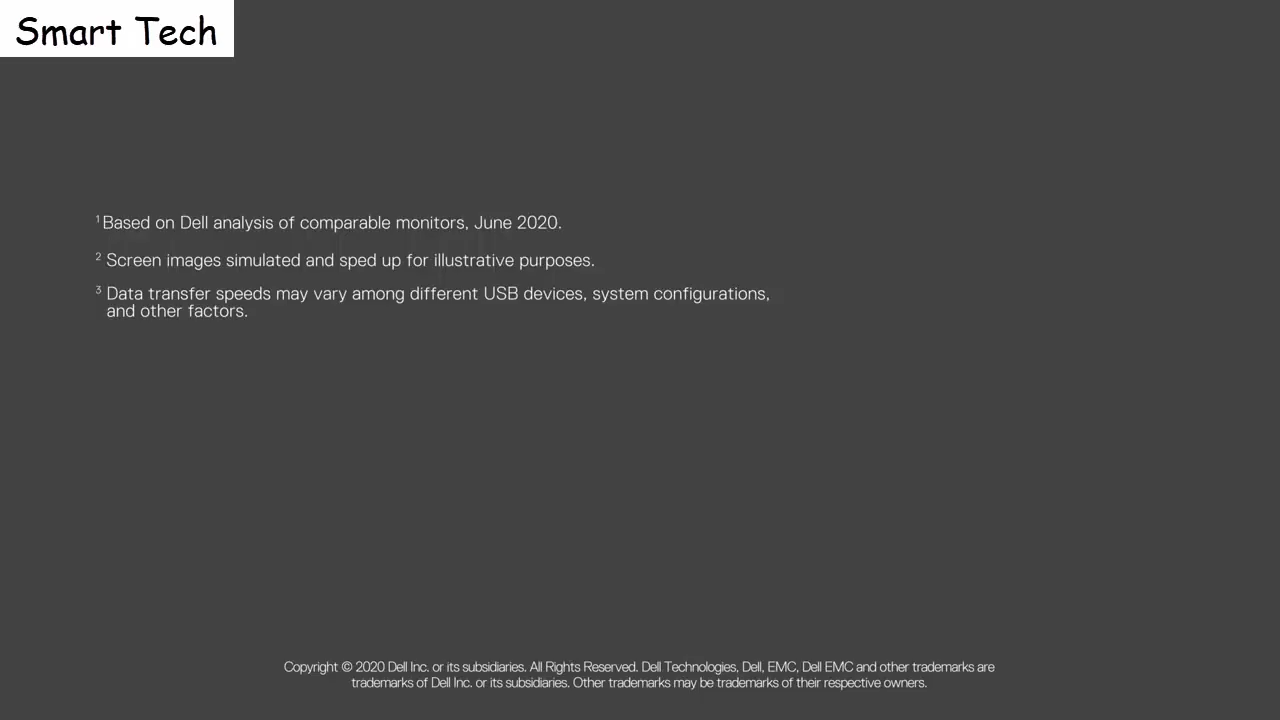 Smart Tech
¹Based on Dell analysis of comparable monitors, June 2020.
² Screen images simulated and sped up for illustrative purposes.
³ Data transfer speeds may vary among different USB devices, system configurations,
and other factors.
Copyright © 2020 Dell Inc. or its subsidiaries. All Rights Reserved. Dell Technologies, Dell, EMC, Dell EMC and other trademarks are
trademarks of Dell Inc. or its subsidiaries. Other trademarks may be trademarks of their respective owners.